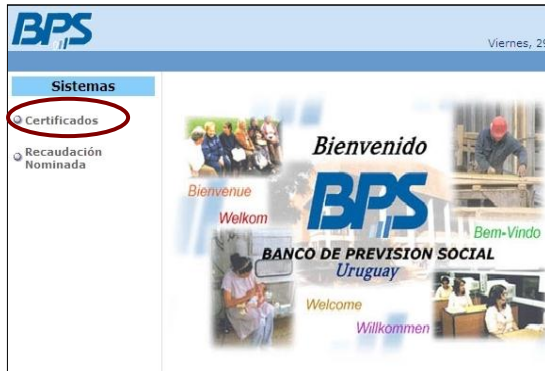 BPS
Viernes, 29
Sistemas
Certificados
Recaudación
Nominada
Bienvenido
Bienvenue
BPS
Welkom
Bem-Vindo
BANCO DE PREVISION SOCIAL
Uruguay
Welcome
Willkommen